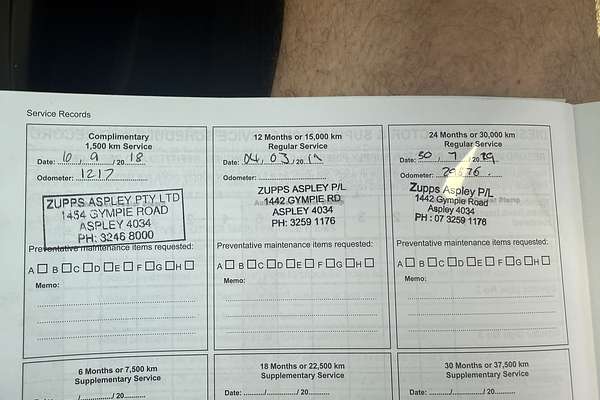 Service Records
Complimentary
1,500 km Service
Date: 10, 9, 20 18
Odometer: 1217
ZUPPS ASPLEY PTY LTD
1454 GYMPIE ROAD
ASPLEY 4034
PH: 3246 8000
Preventative maintenance items requested:
A B C D E F G H
Memo:
12 Months or 15,000 km
Regular Service
Date: 04, 03, 20
Odometer:
ZUPPS ASPLEY P/L
1442 GYMPIE RD
ASPLEY 4034
PH: 3259 1176
Preventative maintenance items requested:
A B C D E F G H
Memo:
24 Months or 30,000 km
Regular Service
Date: 30, 7, 20 19
Odometer:
Zupps Aspley P/L
1442 Gympie Road
Aspley 4034
PH : 07 3259 1176
Preventative maintenance items requested:
A B C D E F G H
Memo:
6 Months or 7,500 km
Supplementary Service
Date: / / 20
18 Months or 22,500 km
Supplementary Service
Date: / / 20
30 Months or 37,500 km
Supplementary Service
Date: / / 20